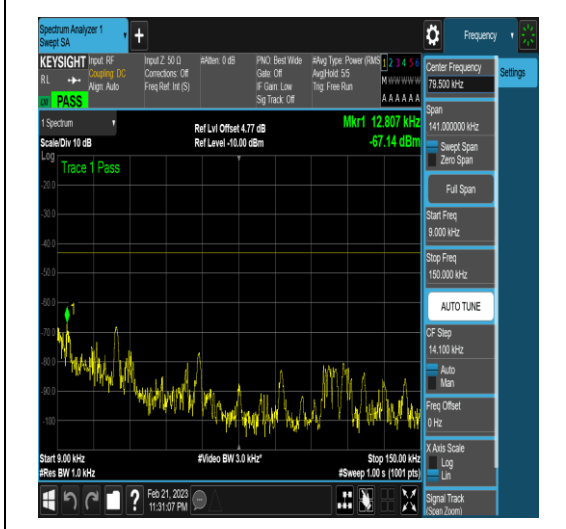 Spectrum Analyzer 1
Swept SA
+
Frequency
KEYSIGHT
Input: RF
Coupling: DC
Align: Auto
RL
Input Z: 50 Ω
Corrections: Off
Freq Ref: Int (S)
#Atten: 0 dB
PNO: Best Wide
Gate: Off
IF Gain: Low
Sig Track: Off
#Avg Type: Power (RMS
Avg|Hold: 5/5
Trig: Free Run
1 2 3 4 5 6
M W W W W W
A A A A A A
PASS
1 Spectrum
Scale/Div 10 dB
Ref Lvl Offset 4.77 dB
Ref Level -10.00 dBm
Mkr1 12.807 kHz
-67.14 dBm
Log
Trace 1 Pass
-20.0
-30.0
-40.0
-50.0
-60.0
-70.0
-80.0
-90.0
-100
1
Start 9.00 kHz
#Res BW 1.0 kHz
#Video BW 3.0 kHz*
Stop 150.00 kHz
#Sweep 1.00 s (1001 pts)
Feb 21, 2023
11:31:07 PM
?
Center Frequency
79.500 kHz
Settings
Span
141.000000 kHz
Swept Span
Zero Span
Full Span
Start Freq
9.000 kHz
Stop Freq
150.000 kHz
AUTO TUNE
CF Step
14.100 kHz
Auto
Man
Freq Offset
0 Hz
X Axis Scale
Log
Lin
Signal Track
(Span Zoom)